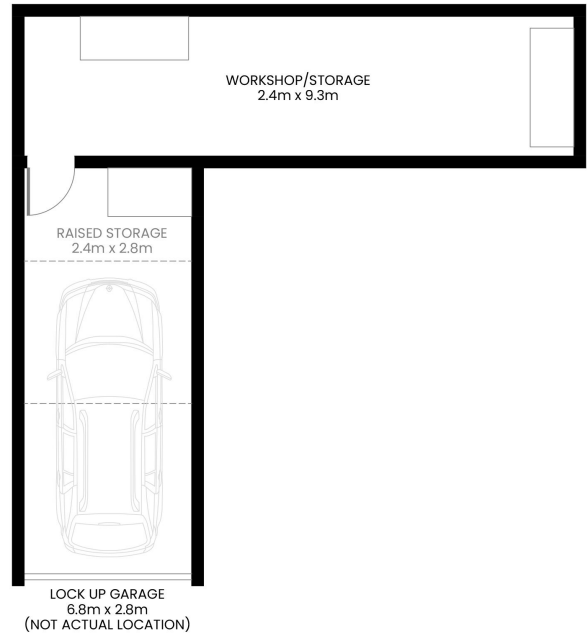 WORKSHOP/STORAGE
2.4m x 9.3m
RAISED STORAGE
2.4m x 2.8m
LOCK UP GARAGE
6.8m x 2.8m
(NOT ACTUAL LOCATION)